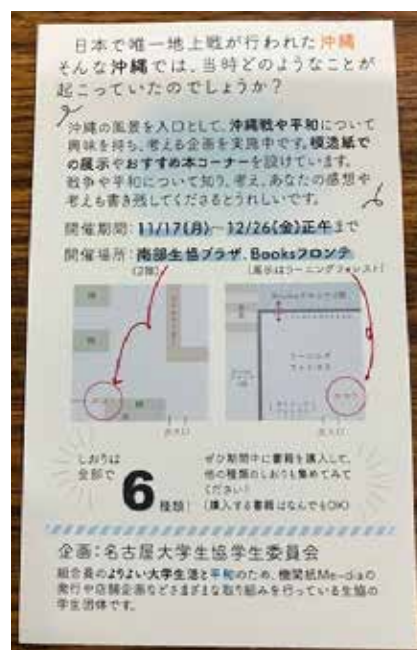 日本で唯一地上戦が行われた沖縄
そんな沖縄では、当時どのようなことが
起こっていたのでしょうか?
沖縄の風景を入口として、沖縄戦や平和について
興味を持ち、考える企画を実施中です。模造紙で
の展示やおすすめ本コーナーを設けています。
戦争や平和について知り、考え、あなたの感想や
考えも書き残してくださるとうれしいです。
開催期間:11/17(月)~12/26(金)正午まで
開催場所:南部生協プラザ、Booksフロンテ
(2階) (展示はラーニングフォレスト)
ラーニング
フォレスト
しおりは
全部で
6
種類!
ぜひ期間中に書籍を購入して、
他の種類のしおりも集めてみて
ください!
(購入する書籍はなんでもOK)
企画:名古屋大学生協学生委員会
組合員のよりよい大学生活と平和のため、機関紙Me~diaの
発行や店舗企画などさまざまな取り組みを行っている生協の
学生団体です。